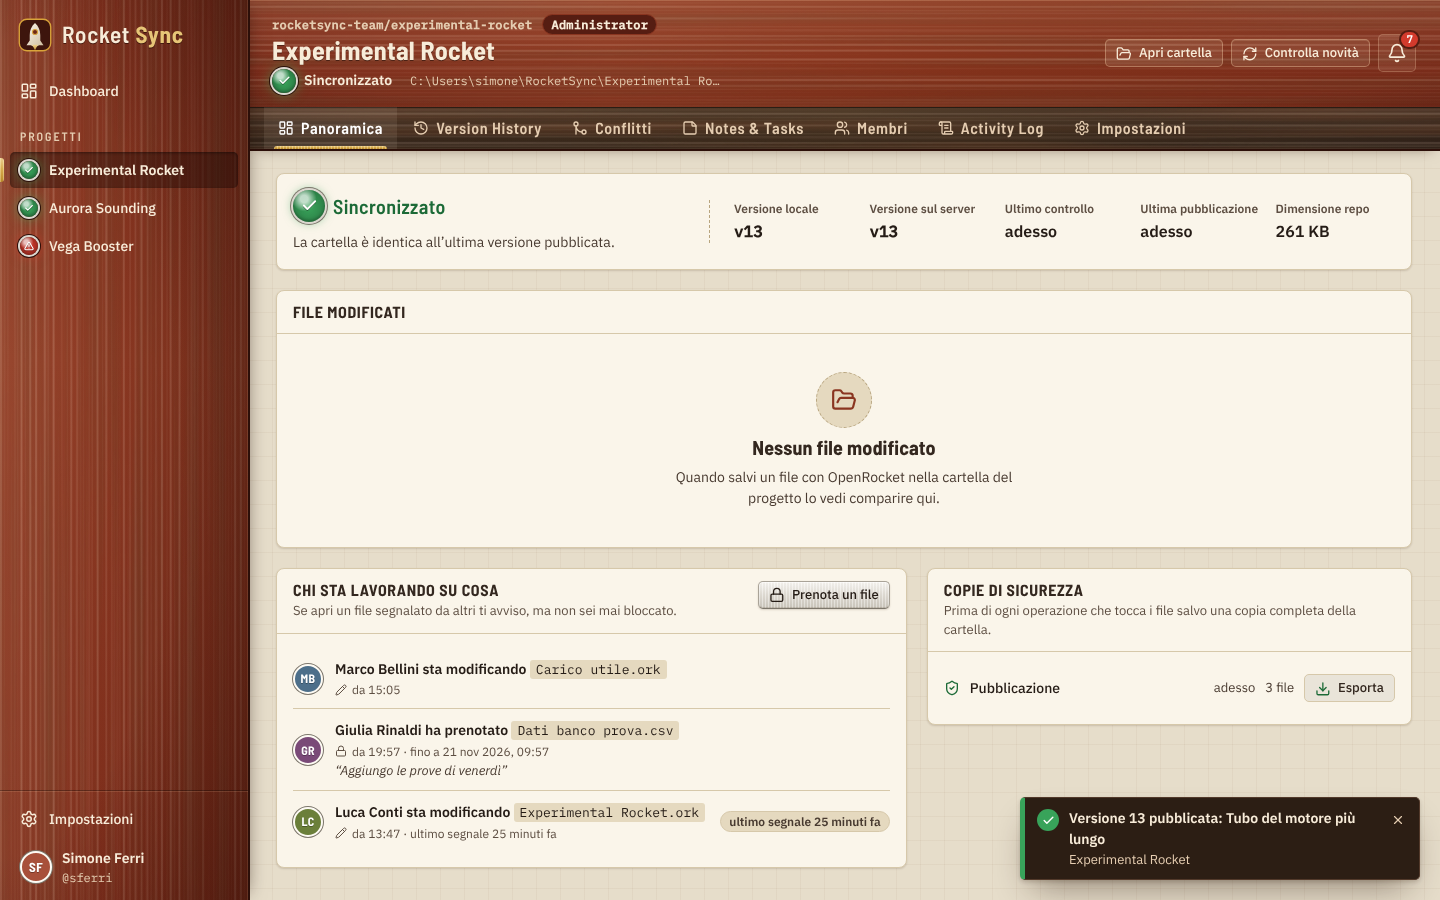 Rocket Sync
Dashboard
PROGETTI
Experimental Rocket
Aurora Sounding
Vega Booster
Impostazioni
SF
Simone Ferri
@sferri
rocketsync-team/experimental-rocket Administrator
Experimental Rocket
Sincronizzato C:\Users\simone\RocketSync\Experimental Ro…
Apri cartella
Controlla novità
7
Panoramica
Version History
Conflitti
Notes & Tasks
Membri
Activity Log
Impostazioni
Sincronizzato
La cartella è identica all’ultima versione pubblicata.
Versione locale
v13
Versione sul server
v13
Ultimo controllo
adesso
Ultima pubblicazione
adesso
Dimensione repo
261 KB
FILE MODIFICATI
Nessun file modificato
Quando salvi un file con OpenRocket nella cartella del
progetto lo vedi comparire qui.
CHI STA LAVORANDO SU COSA
Se apri un file segnalato da altri ti avviso, ma non sei mai bloccato.
Prenota un file
MB
Marco Bellini sta modificando Carico utile.ork
da 15:05
GR
Giulia Rinaldi ha prenotato Dati banco prova.csv
da 19:57 · fino a 21 nov 2026, 09:57
“Aggiungo le prove di venerdì”
LC
Luca Conti sta modificando Experimental Rocket.ork
da 13:47 · ultimo segnale 25 minuti fa
ultimo segnale 25 minuti fa
COPIE DI SICUREZZA
Prima di ogni operazione che tocca i file salvo una copia completa della
cartella.
Pubblicazione adesso 3 file Esporta
Versione 13 pubblicata: Tubo del motore più
lungo
Experimental Rocket